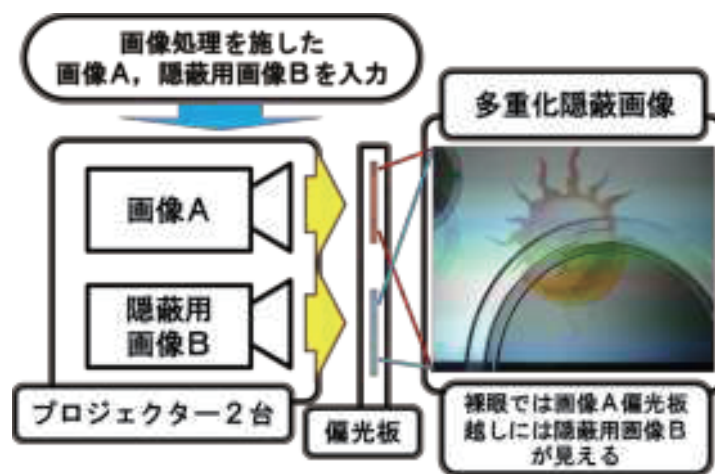 画像処理を施した
画像A，隠蔽用画像Bを入力
多重化隠蔽画像
画像A
隠蔽用
画像B
プロジェクター2台
偏光板
裸眼では画像A偏光板
越しには隠蔽用画像B
が見える